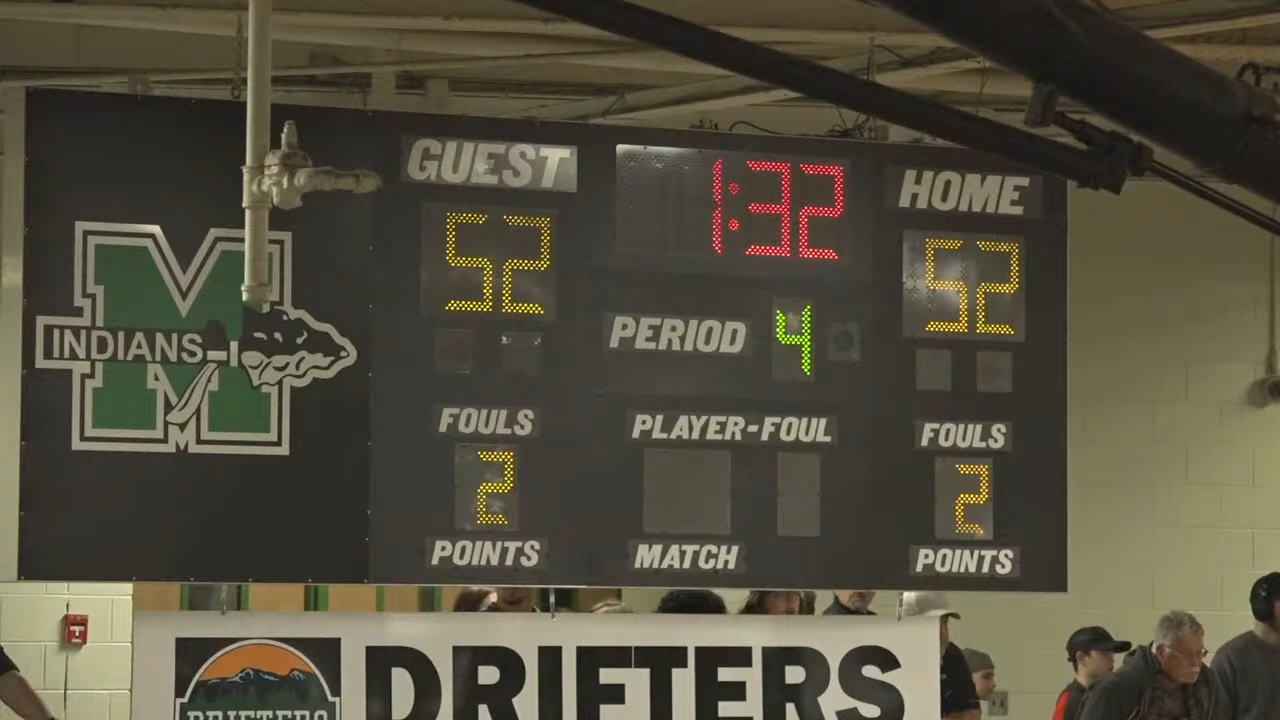 GUEST
1:32
HOME
52
52
M
INDIANS
PERIOD
4
FOULS
PLAYER-FOUL
FOULS
2
2
POINTS
MATCH
POINTS
DRIFTERS
DRIFTERS
T